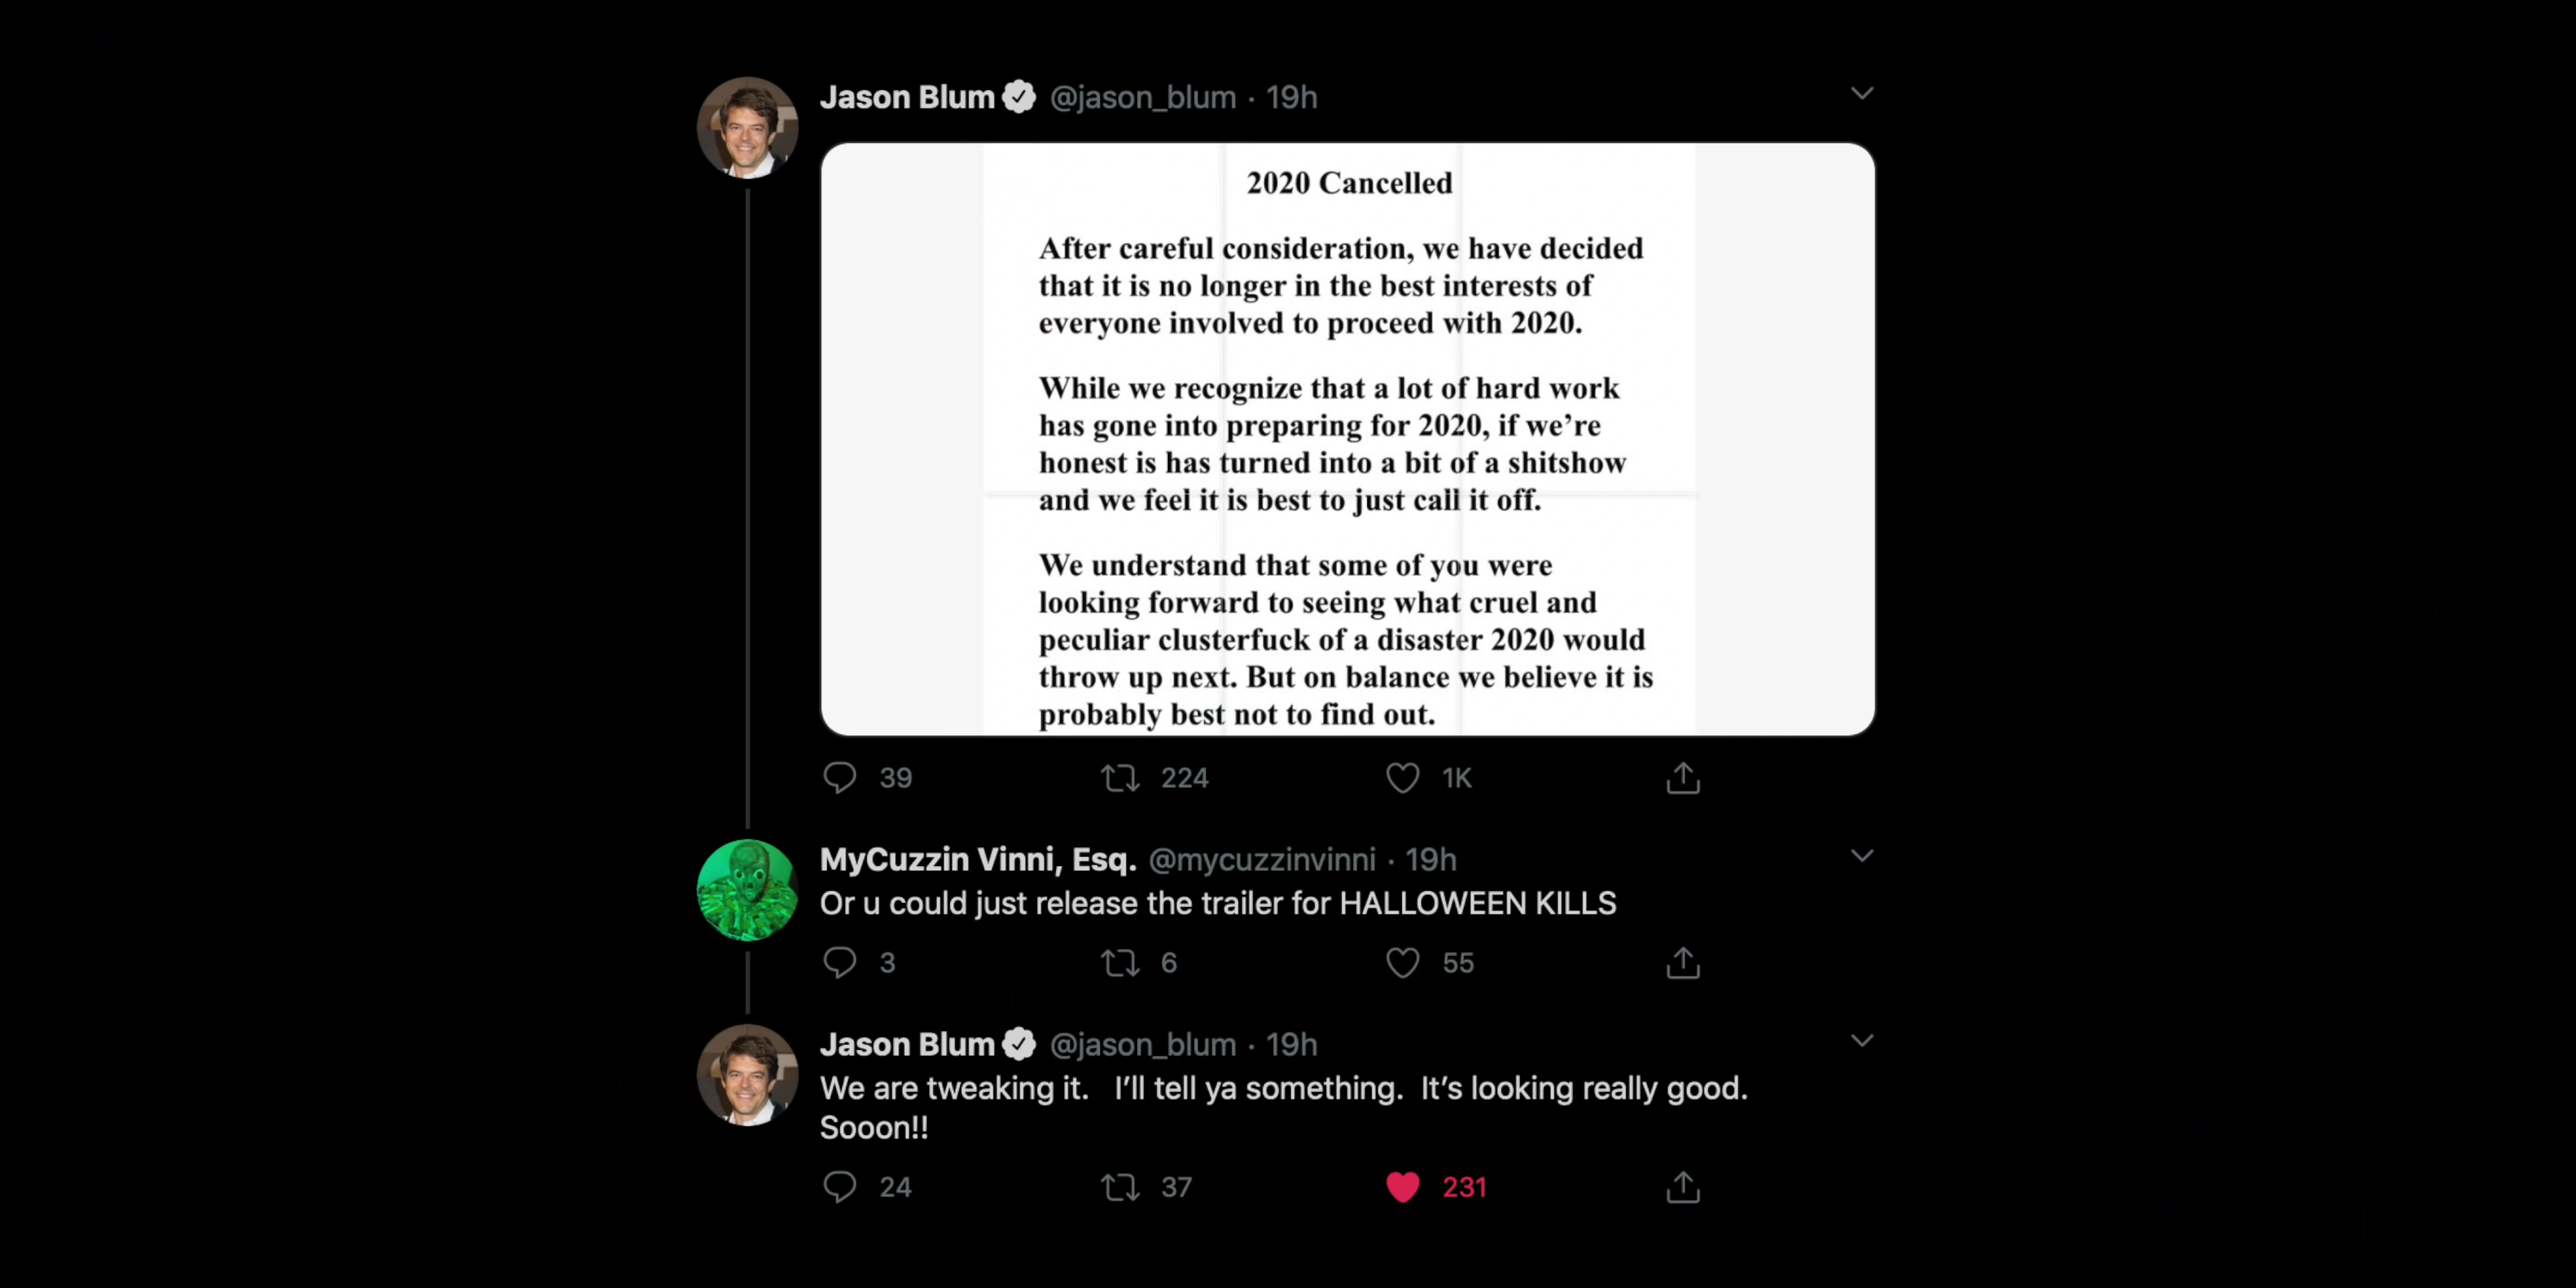 Jason Blum @jason_blum · 19h
2020 Cancelled
After careful consideration, we have decided
that it is no longer in the best interests of
everyone involved to proceed with 2020.
While we recognize that a lot of hard work
has gone into preparing for 2020, if we’re
honest is has turned into a bit of a shitshow
and we feel it is best to just call it off.
We understand that some of you were
looking forward to seeing what cruel and
peculiar clusterfuck of a disaster 2020 would
throw up next. But on balance we believe it is
probably best not to find out.
39 224 1K
MyCuzzin Vinni, Esq. @mycuzzinvinni · 19h
Or u could just release the trailer for HALLOWEEN KILLS
3 6 55
Jason Blum @jason_blum · 19h
We are tweaking it.   I’ll tell ya something.  It’s looking really good.
Sooon!!
24 37 231